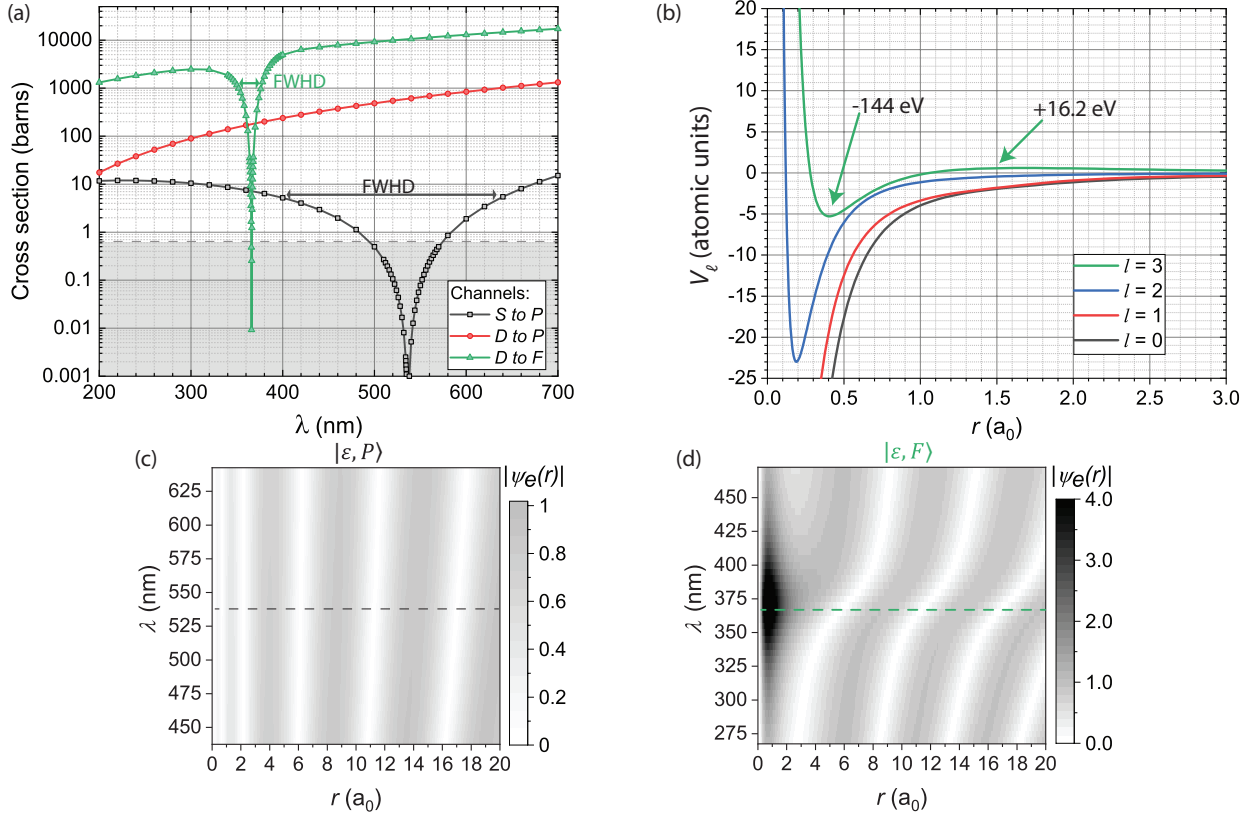 (a)
10000
1000
100
10
1
0.1
0.01
0.001
Cross section (barns)
FWHD
FWHD
Channels:
S to P
D to P
D to F
200 300 400 500 600 700
λ (nm)
(b)
20
15
10
5
0
-5
-10
-15
-20
-25
Vℓ (atomic units)
-144 eV
+16.2 eV
l = 3
l = 2
l = 1
l = 0
0.0 0.5 1.0 1.5 2.0 2.5 3.0
r (a0)
(c)
|ε, P⟩
|ψe(r)|
625
600
575
550
525
500
475
450
λ (nm)
0 2 4 6 8 10 12 14 16 18 20
r (a0)
1
0.8
0.6
0.4
0.2
0
(d)
|ε, F⟩
|ψe(r)|
450
425
400
375
350
325
300
275
λ (nm)
0 2 4 6 8 10 12 14 16 18 20
r (a0)
4.0
3.0
2.0
1.0
0.0